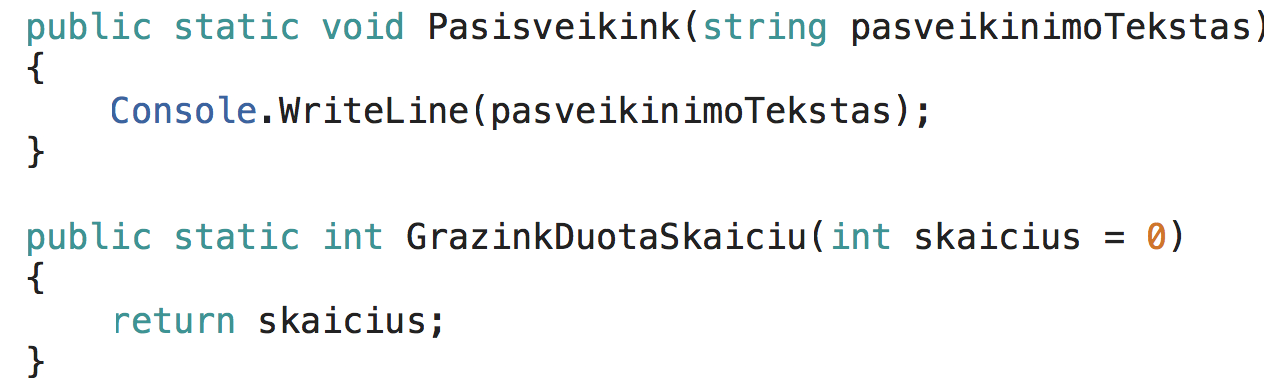 public static void Pasisveikink(string pasveikinimoTekstas)
{
    Console.WriteLine(pasveikinimoTekstas);
}

public static int GrazinkDuotaSkaiciu(int skaicius = 0)
{
    return skaicius;
}